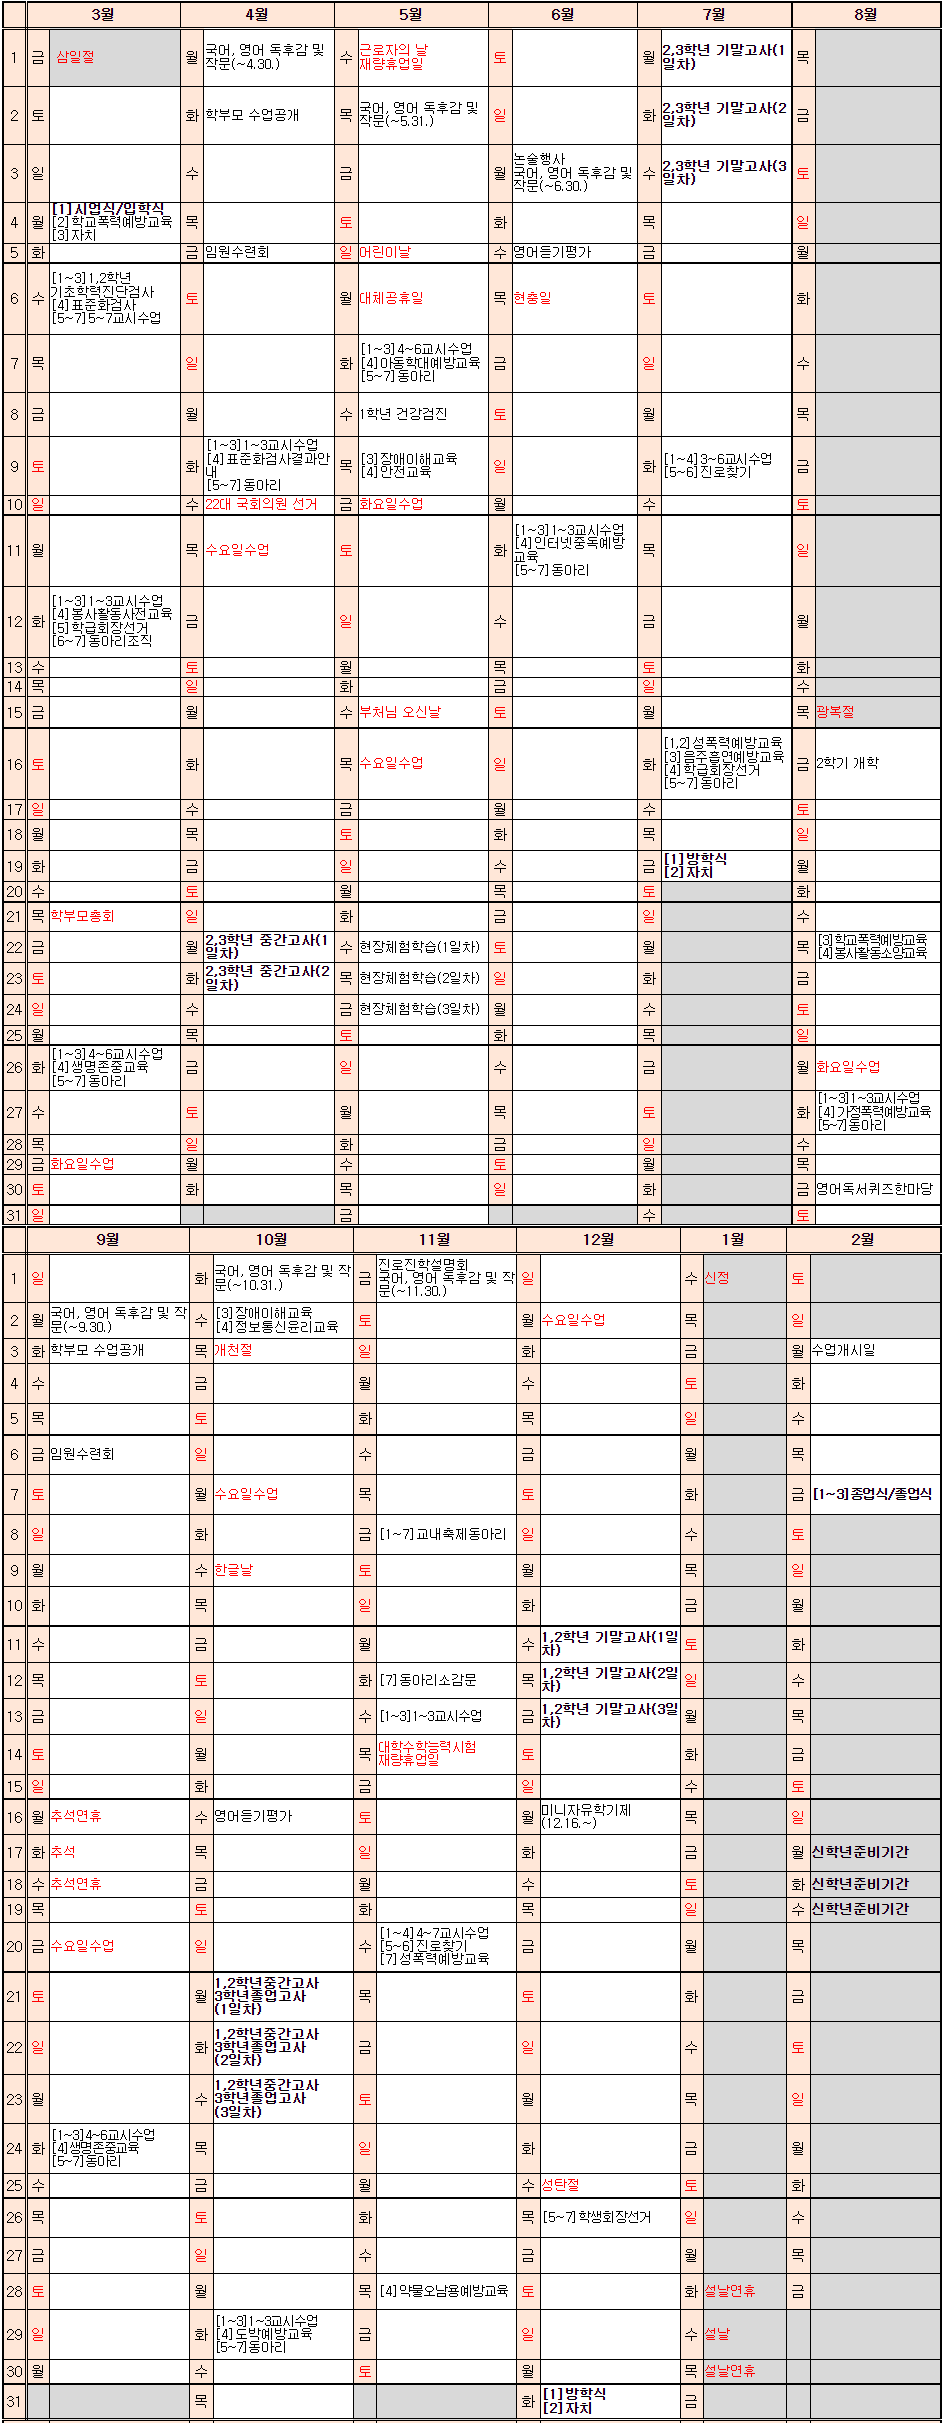 3월 4월 5월 6월 7월 8월
1 금 삼일절 월 국어, 영어 독후감 및 작문(~4.30.) 수 근로자의 날 재량휴업일 토 월 2,3학년 기말고사(1일차) 목
2 토 화 학부모 수업공개 목 국어, 영어 독후감 및 작문(~5.31.) 일 화 2,3학년 기말고사(2일차) 금
3 일 수 금 월 논술행사 국어, 영어 독후감 및 작문(~6.30.) 수 2,3학년 기말고사(3일차) 토
4 월 [1]시업식/입학식 [2]학교폭력예방교육 [3]자치 목 토 화 목 일
5 화 금 임원수련회 일 어린이날 수 영어듣기평가 금 월
6 수 [1~3]1,2학년 기초학력진단검사 [4]표준화검사 [5~7]5~7교시수업 토 월 대체공휴일 목 현충일 토 화
7 목 일 화 [1~3]4~6교시수업 [4]아동학대예방교육 [5~7]동아리 금 일 수
8 금 월 수 1학년 건강검진 토 월 목
9 토 화 [1~3]1~3교시수업 [4]표준화검사결과안내 [5~7]동아리 목 [3]장애이해교육 [4]안전교육 일 화 [1~4]3~6교시수업 [5~6]진로찾기 금
10 일 수 22대 국회의원 선거 금 화요일수업 월 수 토
11 월 목 수요일수업 토 화 [1~3]1~3교시수업 [4]인터넷중독예방교육 [5~7]동아리 목 일
12 화 [1~3]1~3교시수업 [4]봉사활동사전교육 [5]학급회장선거 [6~7]동아리조직 금 일 수 금 월
13 수 토 월 목 토 화
14 목 일 화 금 일 수
15 금 월 수 부처님 오신날 토 월 목 광복절
16 토 화 목 수요일수업 일 화 [1,2]성폭력예방교육 [3]음주흡연예방교육 [4]학급회장선거 [5~7]동아리 금 2학기 개학
17 일 수 금 월 수 토
18 월 목 토 화 목 일
19 화 금 일 수 금 [1]방학식 [2]자치 월
20 수 토 월 목 토 화
21 목 학부모총회 일 화 금 일 수
22 금 월 2,3학년 중간고사(1일차) 수 현장체험학습(1일차) 토 월 목 [3]학교폭력예방교육 [4]봉사활동소양교육
23 토 화 2,3학년 중간고사(2일차) 목 현장체험학습(2일차) 일 화 금
24 일 수 금 현장체험학습(3일차) 월 수 토
25 월 목 토 화 목 일
26 화 [1~3]4~6교시수업 [4]생명존중교육 [5~7]동아리 금 일 수 금 월 화요일수업
27 수 토 월 목 토 화 [1~3]1~3교시수업 [4]가정폭력예방교육 [5~7]동아리
28 목 일 화 금 일 수
29 금 화요일수업 월 수 토 월 목
30 토 화 목 일 화 금 영어독서퀴즈한마당
31 일 금 수 토
9월 10월 11월 12월 1월 2월
1 일 화 국어, 영어 독후감 및 작문(~10.31.) 금 진로진학설명회 국어, 영어 독후감 및 작문(~11.30.) 일 수 신정 토
2 월 국어, 영어 독후감 및 작문(~9.30.) 수 [3]장애이해교육 [4]정보통신윤리교육 토 월 수요일수업 목 일
3 화 학부모 수업공개 목 개천절 일 화 금 월 수업개시일
4 수 금 월 수 토 화
5 목 토 화 목 일 수
6 금 임원수련회 일 수 금 월 목
7 토 월 수요일수업 목 토 화 금 [1~3]종업식/졸업식
8 일 화 금 [1~7]교내축제동아리 일 수 토
9 월 수 한글날 토 월 목 일
10 화 목 일 화 금 월
11 수 금 월 수 1,2학년 기말고사(1일차) 토 화
12 목 토 화 [7]동아리소감문 목 1,2학년 기말고사(2일차) 일 수
13 금 일 수 [1~3]1~3교시수업 금 1,2학년 기말고사(3일차) 월 목
14 토 월 목 대학수학능력시험 재량휴업일 토 화 금
15 일 화 금 일 수 토
16 월 추석연휴 수 영어듣기평가 토 월 미니자유학기제 (12.16.~) 목 일
17 화 추석 목 일 화 금 월 신학년준비기간
18 수 추석연휴 금 월 수 토 화 신학년준비기간
19 목 토 화 목 일 수 신학년준비기간
20 금 수요일수업 일 수 [1~4]4~7교시수업 [5~6]진로찾기 [7]성폭력예방교육 금 월 목
21 토 월 1,2학년중간고사 3학년졸업고사 (1일차) 목 토 화 금
22 일 화 1,2학년중간고사 3학년졸업고사 (2일차) 금 일 수 토
23 월 수 1,2학년중간고사 3학년졸업고사 (3일차) 토 월 목 일
24 화 [1~3]4~6교시수업 [4]생명존중교육 [5~7]동아리 목 일 화 금 월
25 수 금 월 수 성탄절 토 화
26 목 토 화 목 [5~7]학생회장선거 일 수
27 금 일 수 금 월 목
28 토 월 목 [4]약물오남용예방교육 토 화 설날연휴 금
29 일 화 [1~3]1~3교시수업 [4]도박예방교육 [5~7]동아리 금 일 수 설날
30 월 수 토 월 목 설날연휴
31 목 화 [1]방학식 [2]자치 금